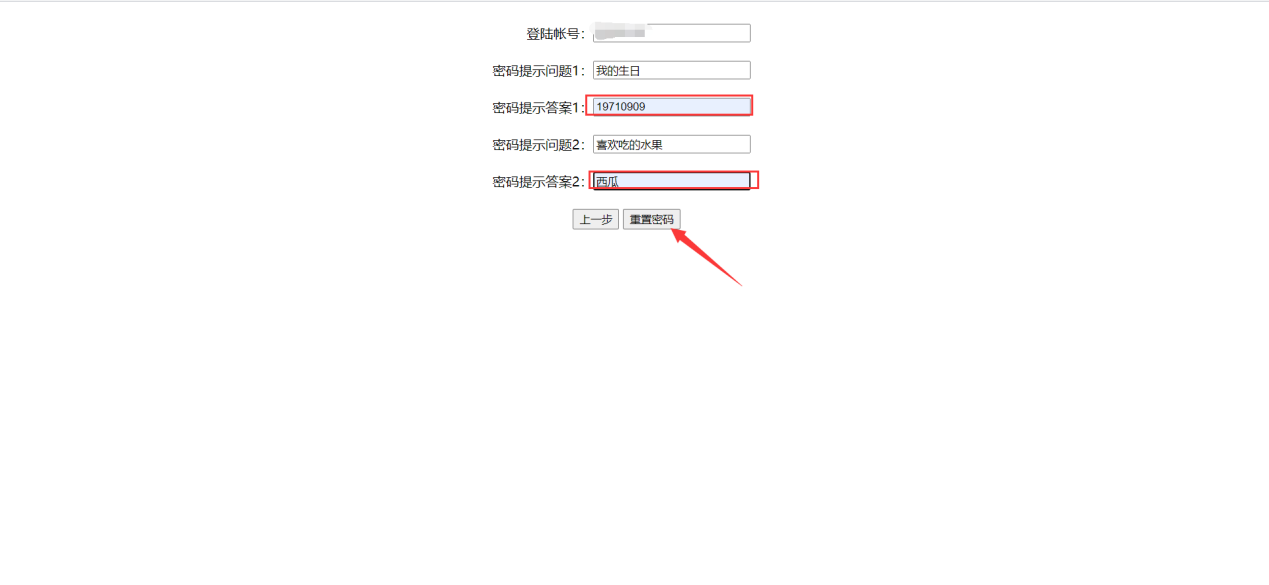 登陆帐号：
密码提示问题1： 我的生日
密码提示答案1： 19710909
密码提示问题2： 喜欢吃的水果
密码提示答案2： 西瓜
上一步 重置密码